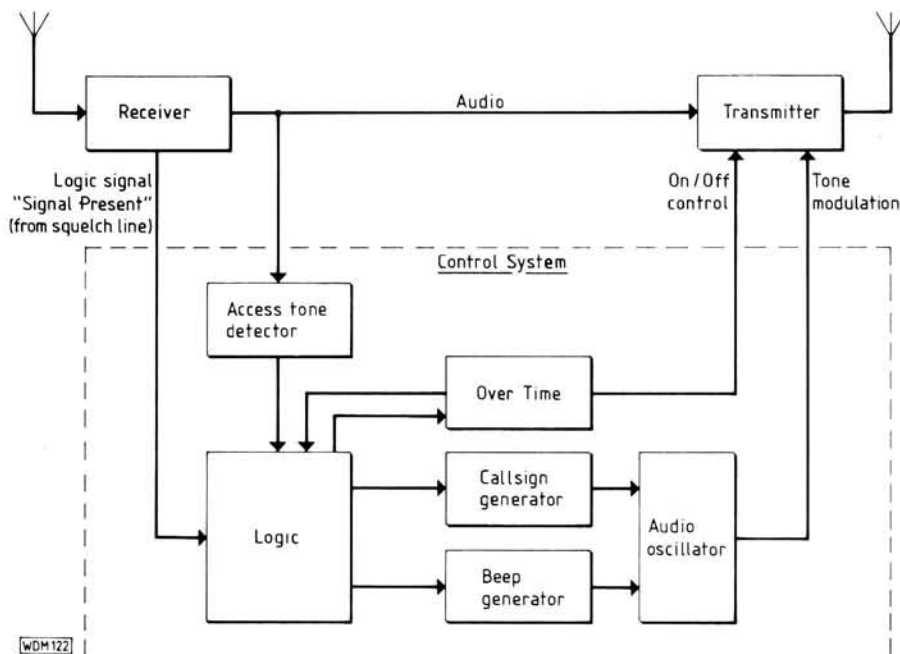 Receiver
Audio
Transmitter
Logic signal
"Signal Present"
(from squelch line)
On/Off
control
Tone
modulation
Control System
Access tone
detector
Over Time
Logic
Callsign
generator
Beep
generator
Audio
oscillator
WDM122